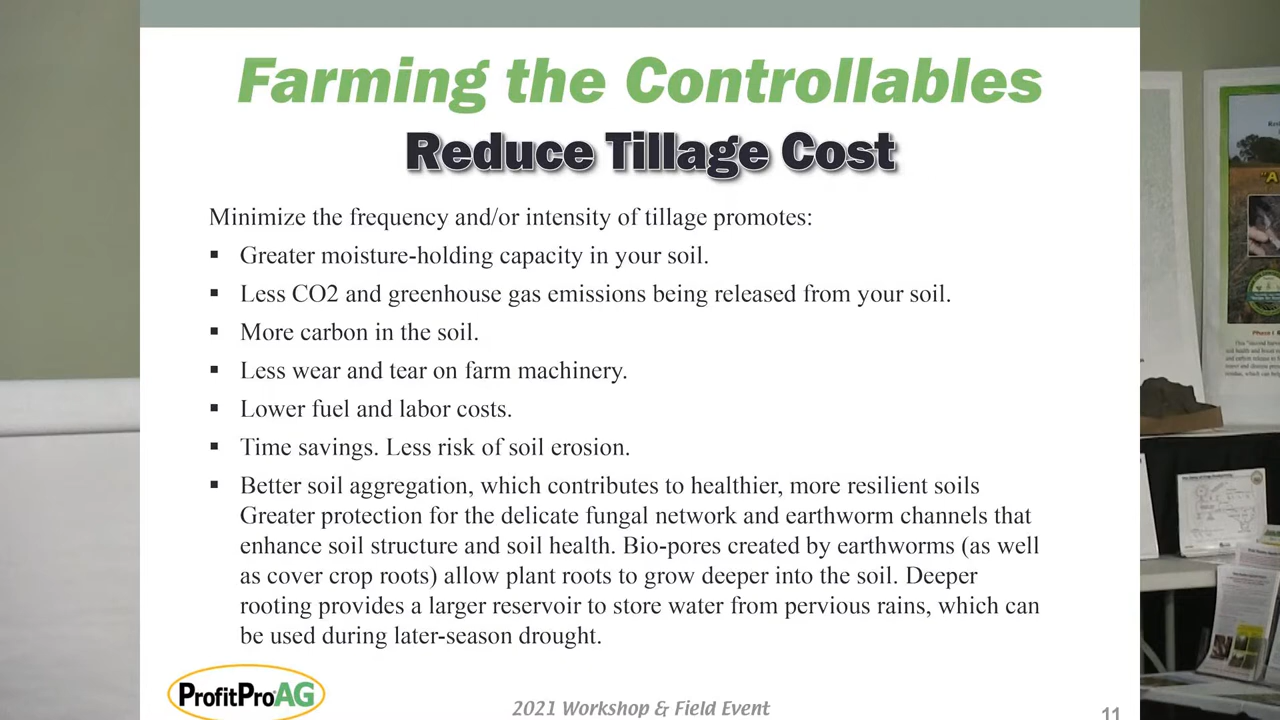 Farming the Controllables
Reduce Tillage Cost
Minimize the frequency and/or intensity of tillage promotes:
▪ Greater moisture-holding capacity in your soil.
▪ Less CO2 and greenhouse gas emissions being released from your soil.
▪ More carbon in the soil.
▪ Less wear and tear on farm machinery.
▪ Lower fuel and labor costs.
▪ Time savings. Less risk of soil erosion.
▪ Better soil aggregation, which contributes to healthier, more resilient soils
Greater protection for the delicate fungal network and earthworm channels that
enhance soil structure and soil health. Bio-pores created by earthworms (as well
as cover crop roots) allow plant roots to grow deeper into the soil. Deeper
rooting provides a larger reservoir to store water from pervious rains, which can
be used during later-season drought.
ProfitProAG
2021 Workshop & Field Event
11